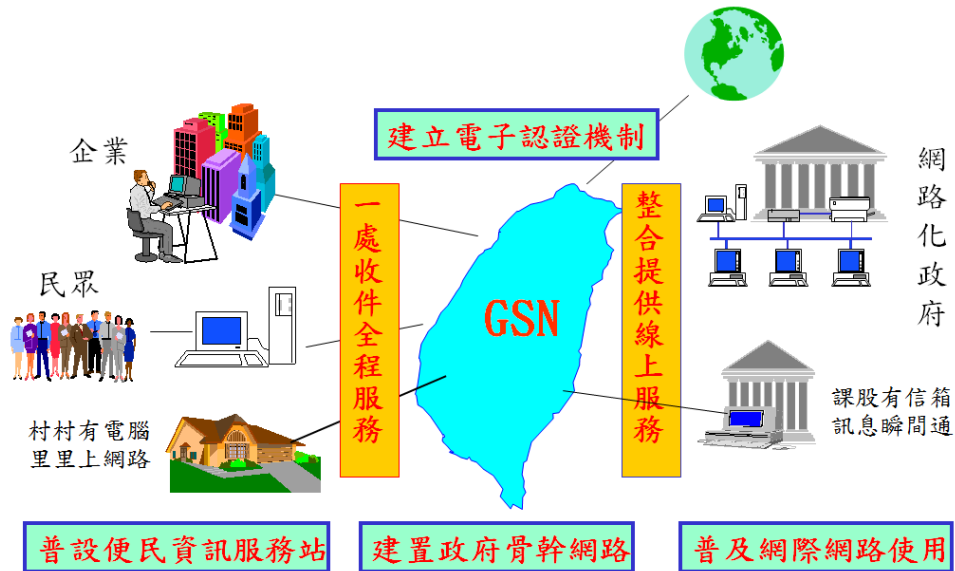 建立電子認證機制
企業
一處收件全程服務
整合提供線上服務
網路化政府
民眾
GSN
村村有電腦
里里上網路
課股有信箱
訊息瞬間通
普設便民資訊服務站
建置政府骨幹網路
普及網際網路使用